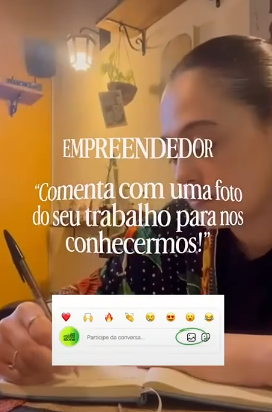 EMPREENDEDOR
“Comenta com uma foto
do seu trabalho para nos
conhecermos!”
Participe da conversa...